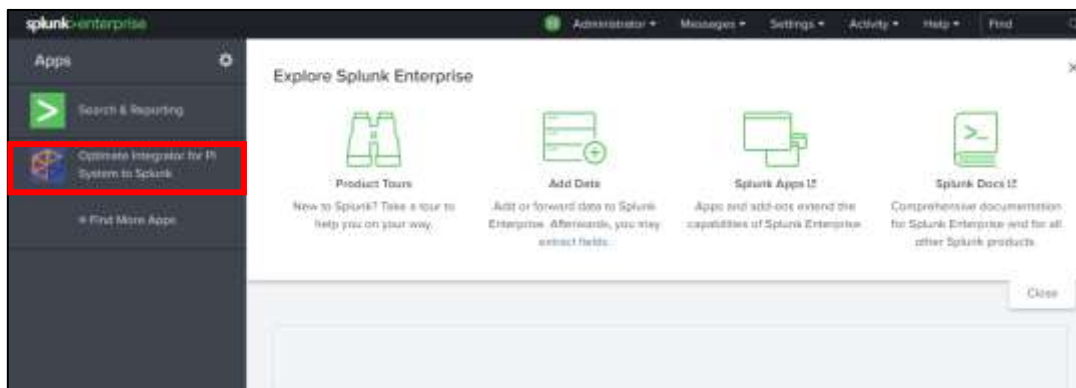 splunk>enterprise
Administrator
Messages
Settings
Activity
Help
Find
Apps
Search & Reporting
Optimate Integrator for PI
System to Splunk
+ Find More Apps
Explore Splunk Enterprise
Product Tours
New to Splunk? Take a tour to
help you on your way.
Add Data
Add or forward data to Splunk
Enterprise. Afterwards, you may
extract fields.
Splunk Apps
Apps and add-ons extend the
capabilities of Splunk Enterprise.
Splunk Docs
Comprehensive documentation
for Splunk Enterprise and for all
other Splunk products.
Close